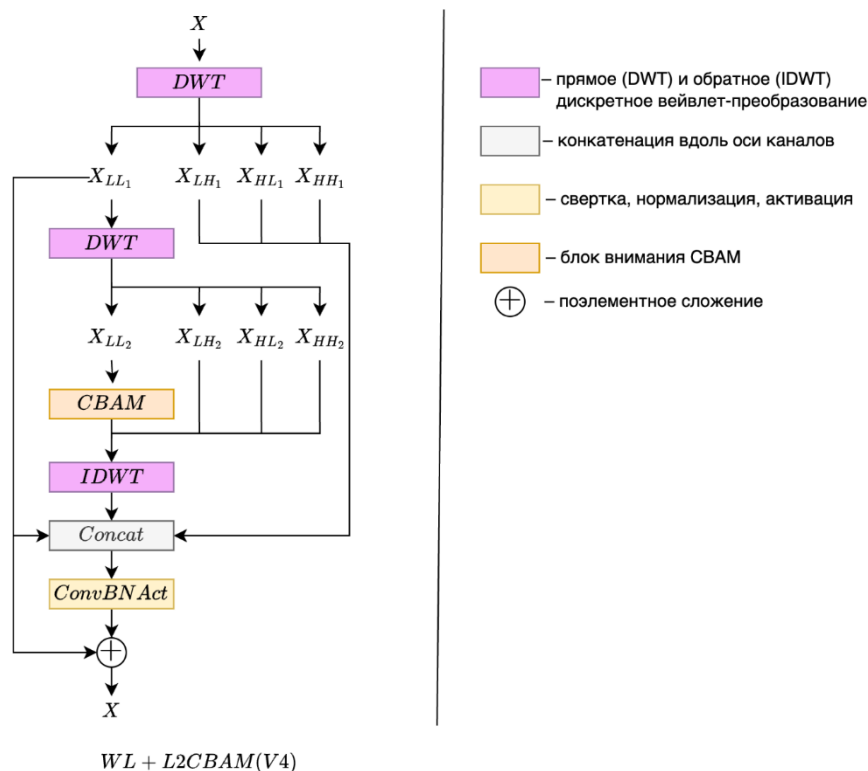 X
DWT
X_{LL_1} X_{LH_1} X_{HL_1} X_{HH_1}
DWT
X_{LL_2} X_{LH_2} X_{HL_2} X_{HH_2}
CBAM
IDWT
Concat
ConvBNAct
+
X
WL + L2CBAM(V4)
– прямое (DWT) и обратное (IDWT)
дискретное вейвлет-преобразование
– конкатенация вдоль оси каналов
– свертка, нормализация, активация
– блок внимания CBAM
+ – поэлементное сложение